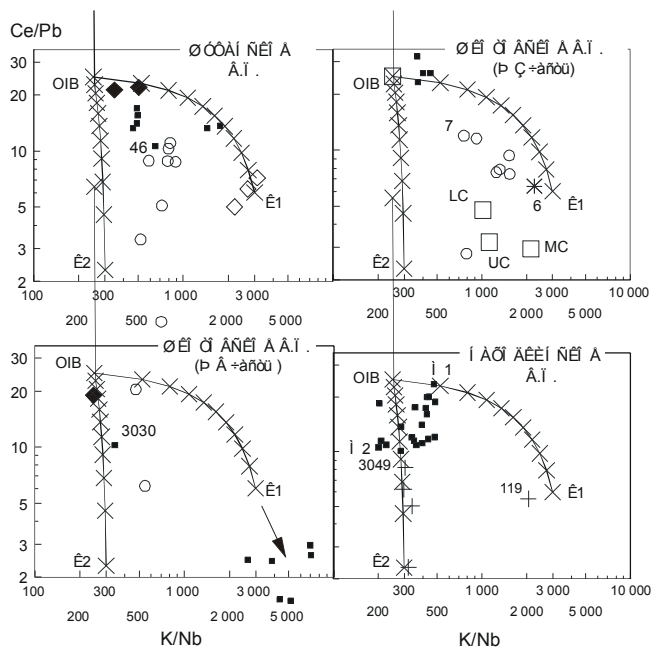 Ce/Pb
ØÓÔÀÍ ÑÊÎ Å
Â.Ï .
ØÊÎ ÒÎ ÂÑÊÎ Å Â.Ï .
(Þ Ç -÷àñòü)
30
20
10
5
3
2
OIB
46
Ê1
Ê2
OIB
7
LC
6
Ê1
UC
MC
Ê2
100 300 1 000 3 000
200 500 2 000 5 000
300 1 000 3 000 10 000
200 500 2 000 5 000
ØÊÎ ÒÎ ÂÑÊÎ Å Â.Ï .
(Þ Â -÷àñòü )
Í ÀÕÎ ÄÊÈÍ ÑÊÎ Å
Â.Ï .
30
20
10
5
3
2
OIB
3030
Ê1
Ê2
OIB
Ì 1
Ì 2
3049
119
Ê1
Ê2
100 300 1 000 3 000
200 500 2 000 5 000
300 1 000 3 000 10 000
200 500 2 000 5 000
K/Nb
K/Nb